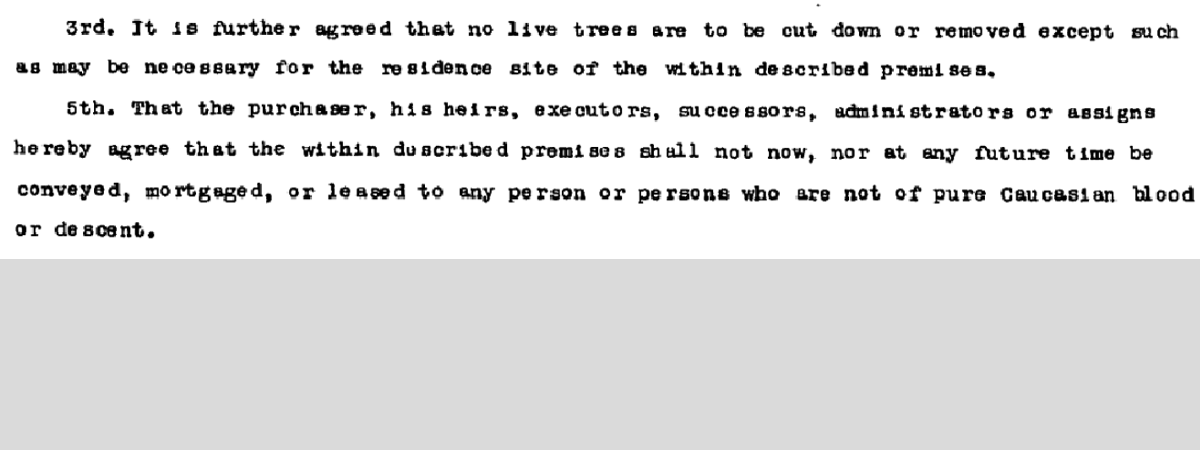 3rd. It is further agreed that no live trees are to be cut down or removed except such
as may be necessary for the residence site of the within described premises.
5th. That the purchaser, his heirs, executors, successors, administrators or assigns
hereby agree that the within duscribed premises shall not now, nor at any future time be
conveyed, mortgaged, or leased to any person or persons who are not of pure Caucasian blood
or descent.